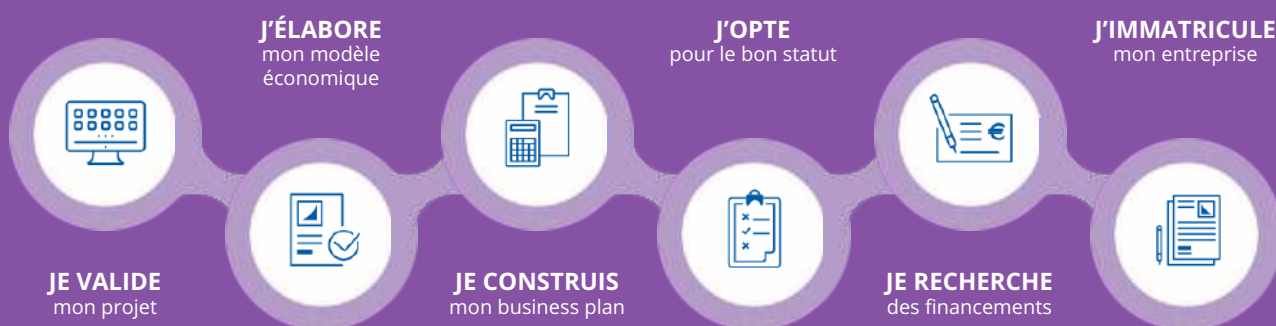 JE VALIDE
mon projet
J'ÉLABORE
mon modèle
économique
JE CONSTRUIS
mon business plan
J'OPTE
pour le bon statut
JE RECHERCHE
des financements
J'IMMATRICULE
mon entreprise